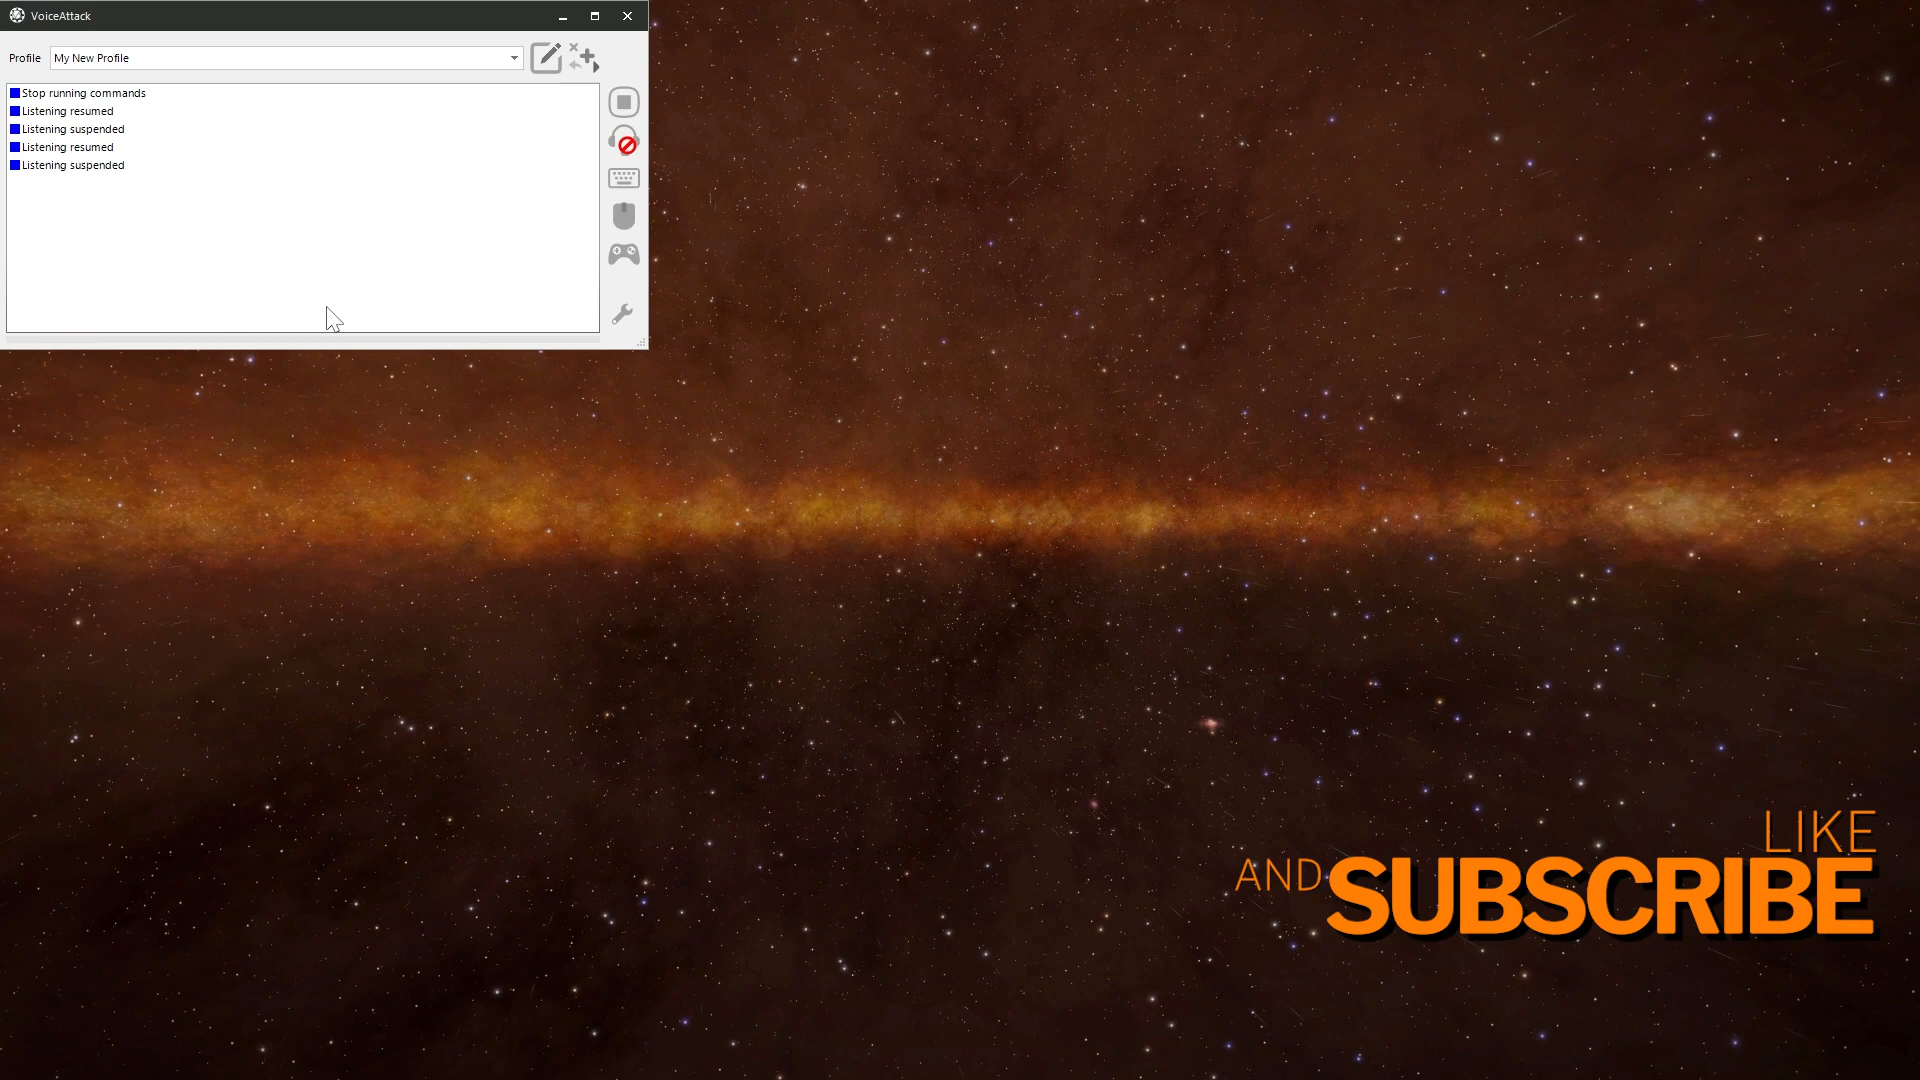 VoiceAttack
Profile
My New Profile
Stop running commands
Listening resumed
Listening suspended
Listening resumed
Listening suspended
LIKE
AND SUBSCRIBE